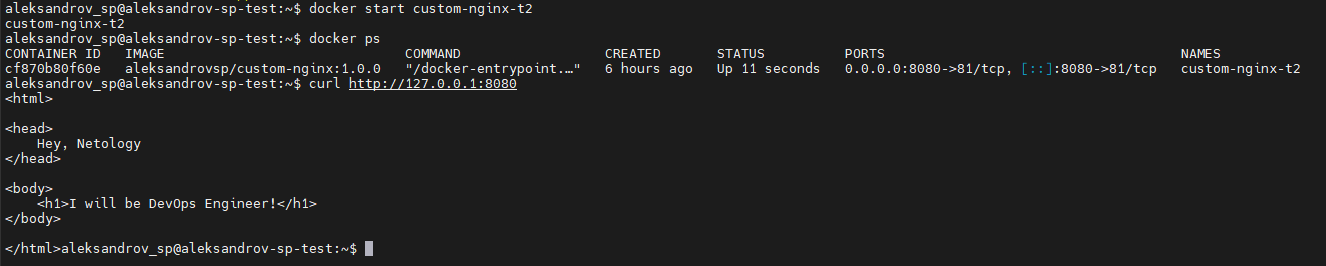 aleksandrov_sp@aleksandrov-sp-test:~$ docker start custom-nginx-t2
custom-nginx-t2
aleksandrov_sp@aleksandrov-sp-test:~$ docker ps
CONTAINER ID   IMAGE                          COMMAND                  CREATED       STATUS          PORTS                                     NAMES
cf870b80f60e   aleksandrovsp/custom-nginx:1.0.0   "/docker-entrypoint.…"   6 hours ago   Up 11 seconds   0.0.0.0:8080->81/tcp, [::]:8080->81/tcp   custom-nginx-t2
aleksandrov_sp@aleksandrov-sp-test:~$ curl http://127.0.0.1:8080
<html>
<head>
    Hey, Netology
</head>
<body>
    <h1>I will be DevOps Engineer!</h1>
</body>
</html>aleksandrov_sp@aleksandrov-sp-test:~$